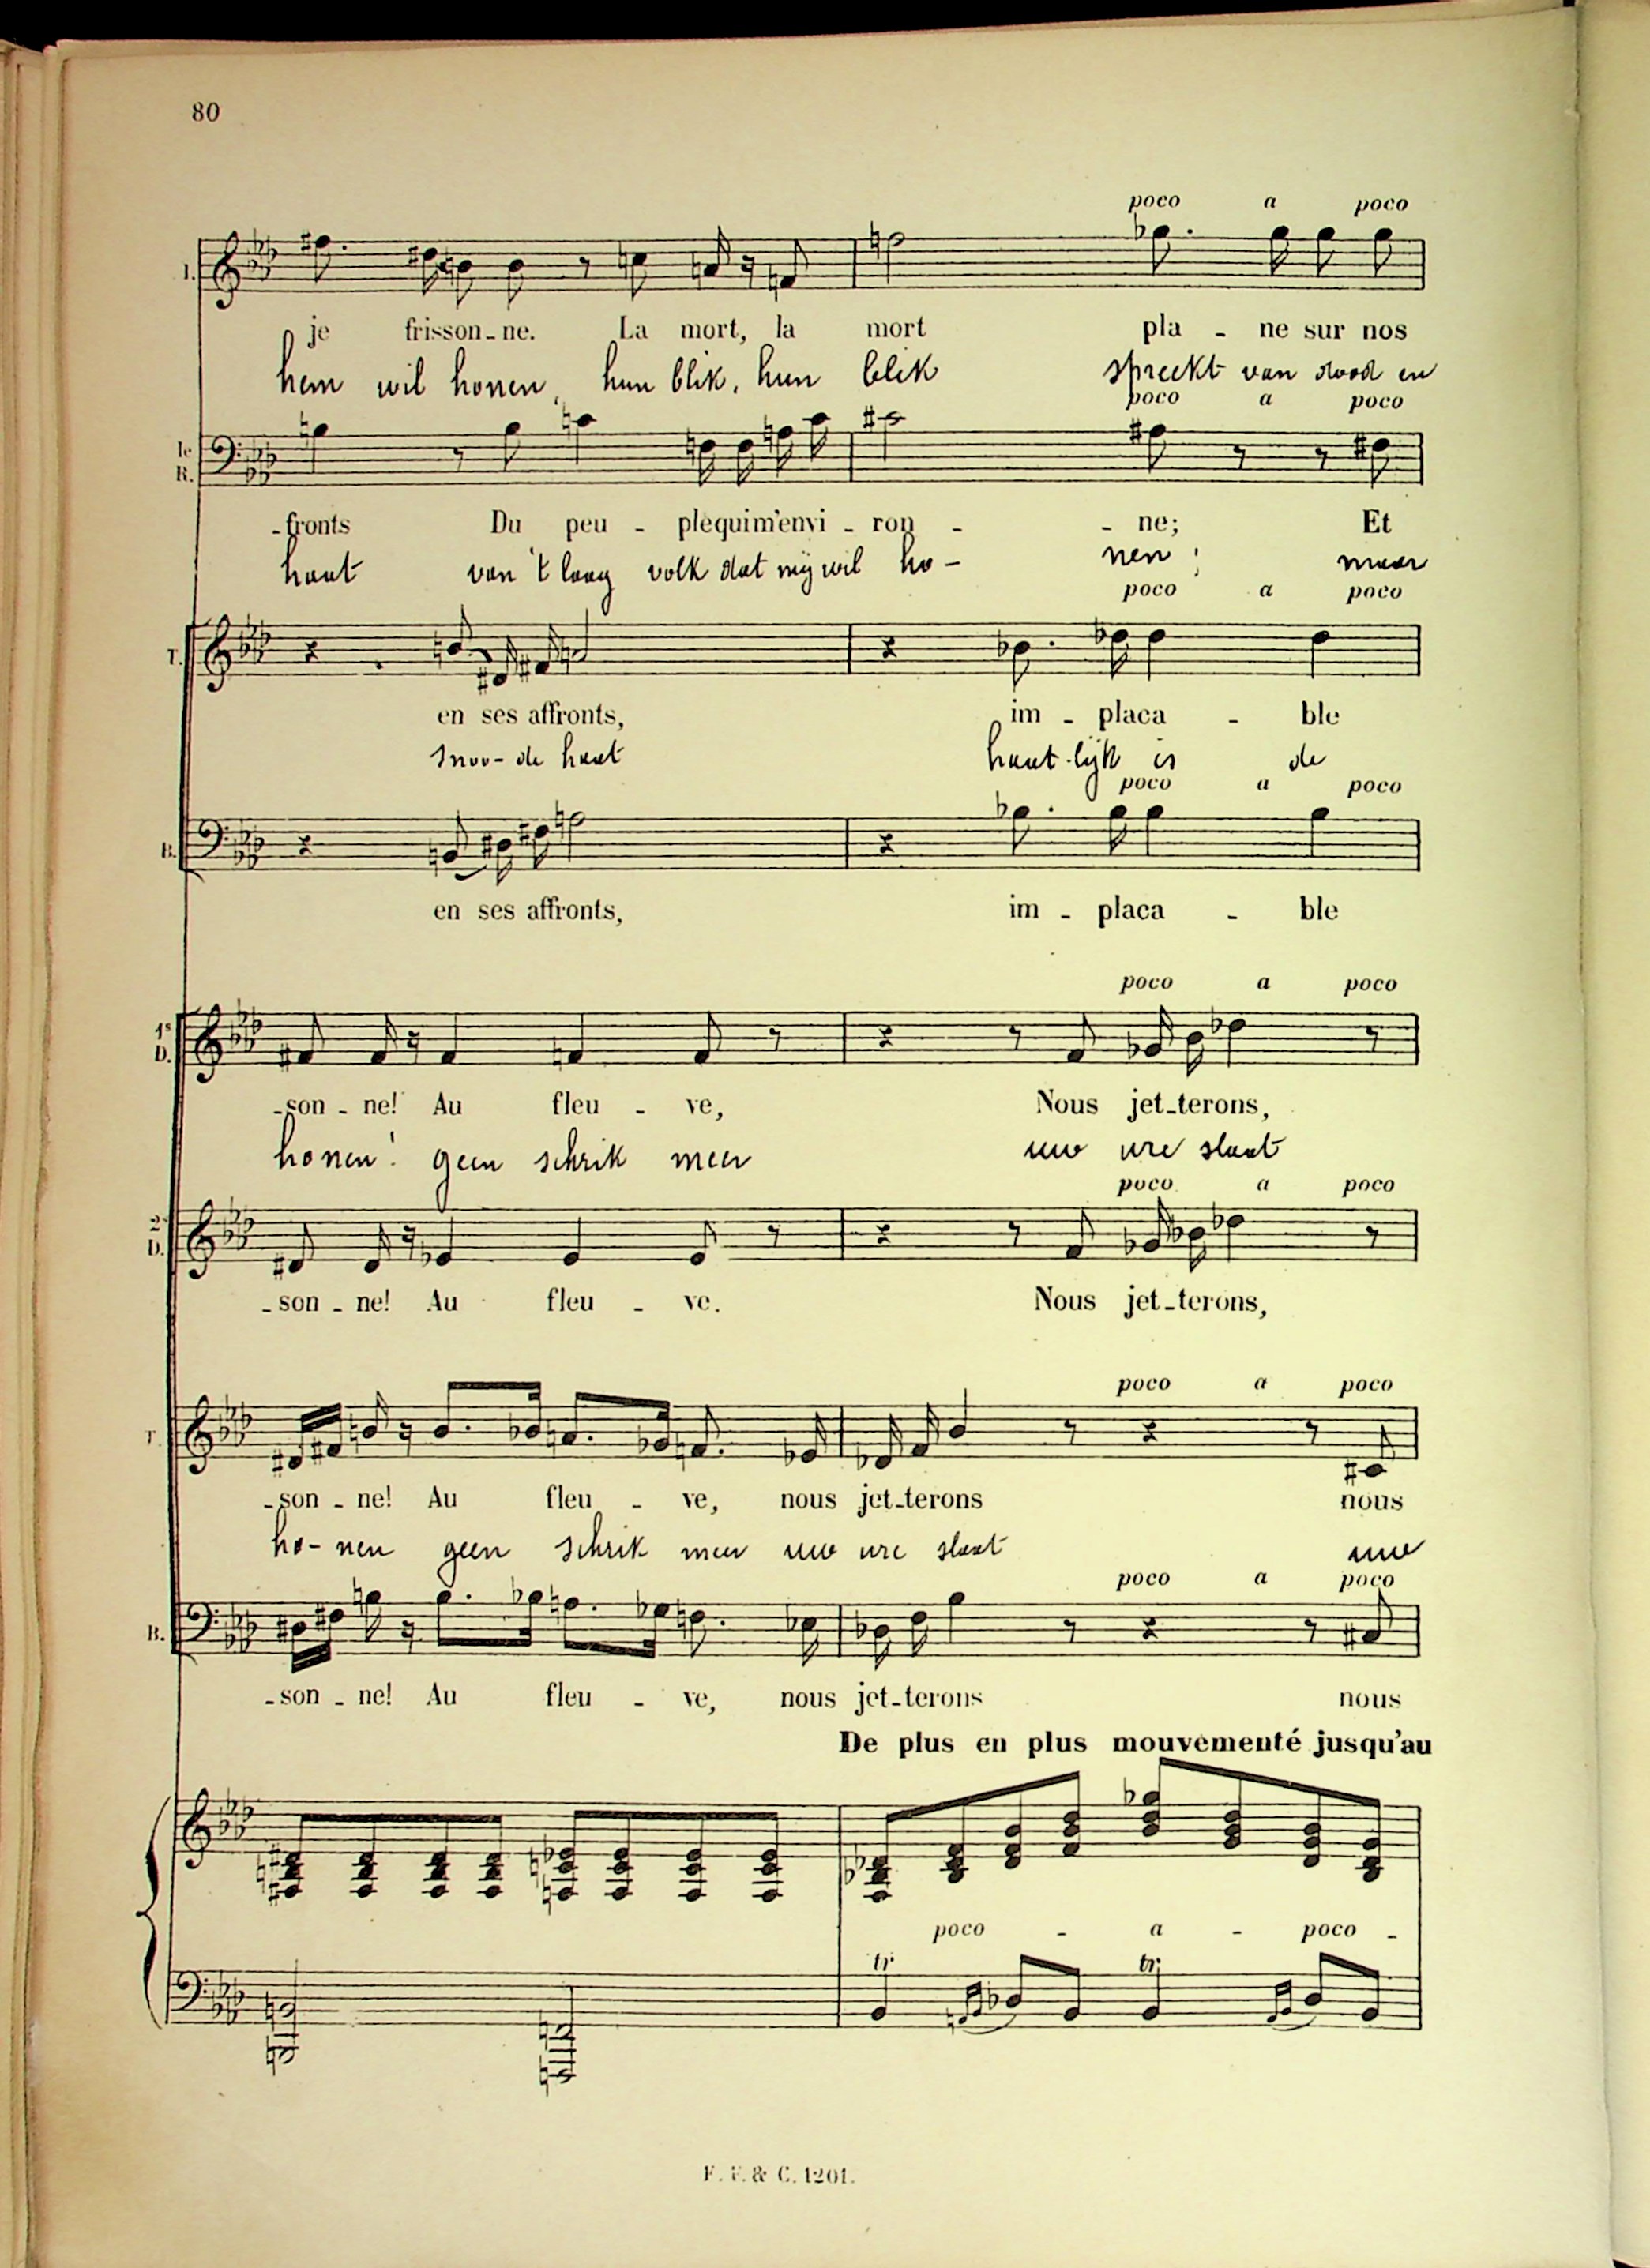 80
poco a poco
I.
je frisson-ne. La mort, la mort pla - ne sur nos
hem wil honen, hun blik, hun blik spreekt van dood en
poco a poco
le
R.
-fronts Du peu - plequim'envi - ron - - ne; Et
haat van 't laag volk dat mij wil ho- nen; maar
poco a poco
T.
en ses affronts, im - placa - ble
snoo-de haat haat-lijk is de
poco a poco
B.
en ses affronts, im - placa - ble
poco a poco
1s
D.
-son - ne! Au fleu - ve, Nous jet-terons,
honen! geen schrik meer uw ure slaat
poco a poco
2s
D.
-son - ne! Au fleu - ve. Nous jet-terons,
poco a poco
T.
-son - ne! Au fleu - ve, nous jet-terons nous
ho-nen geen schrik meer uw ure slaat uw
poco a poco
B.
-son - ne! Au fleu - ve, nous jet-terons nous
De plus en plus mouvementé jusqu'au
poco - a - poco -
tr tr
F. F. & C. 1201.